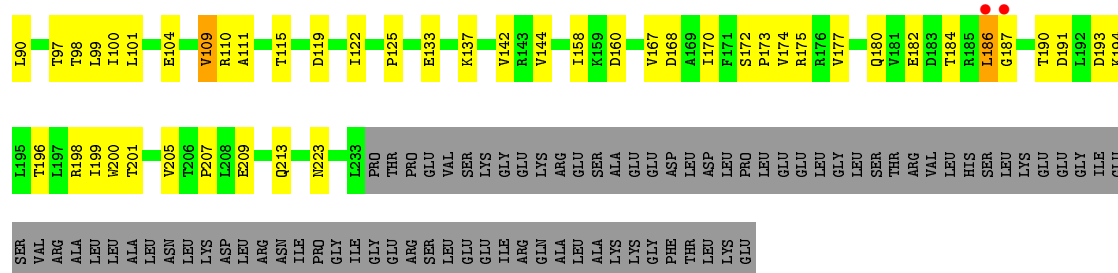 L90 T97 T98 L99 I100 L101 E104 V109 R110 A111 T115 D119 I122 P125 E133 K137 V142 R143 V144 I158 K159 D160 V167 D168 A169 I170 F171 S172 P173 V174 R175 R176 V177 Q180 V181 E182 D183 T184 R185 L186 G187 T190 D191 L192 D193 K194
L195 T196 L197 R198 I199 W200 T201 V205 T206 P207 L208 E209 Q213 N223 L233 PRO THR PRO GLU VAL SER LYS GLY GLU LYS ARG GLU SER ALA GLU GLU ASP LEU ASP LEU PRO LEU GLU GLU LEU GLY LEU SER THR ARG VAL LEU HIS SER LEU LYS GLU GLU GLY ILE GLU
SER VAL ARG ALA LEU LEU ALA LEU ASN LEU LYS ASP LEU ARG ASN ILE PRO GLY ILE GLY GLU ARG SER LEU GLU GLU ILE ARG GLN ALA LEU ALA LYS LYS GLY PHE THR LEU LYS GLU